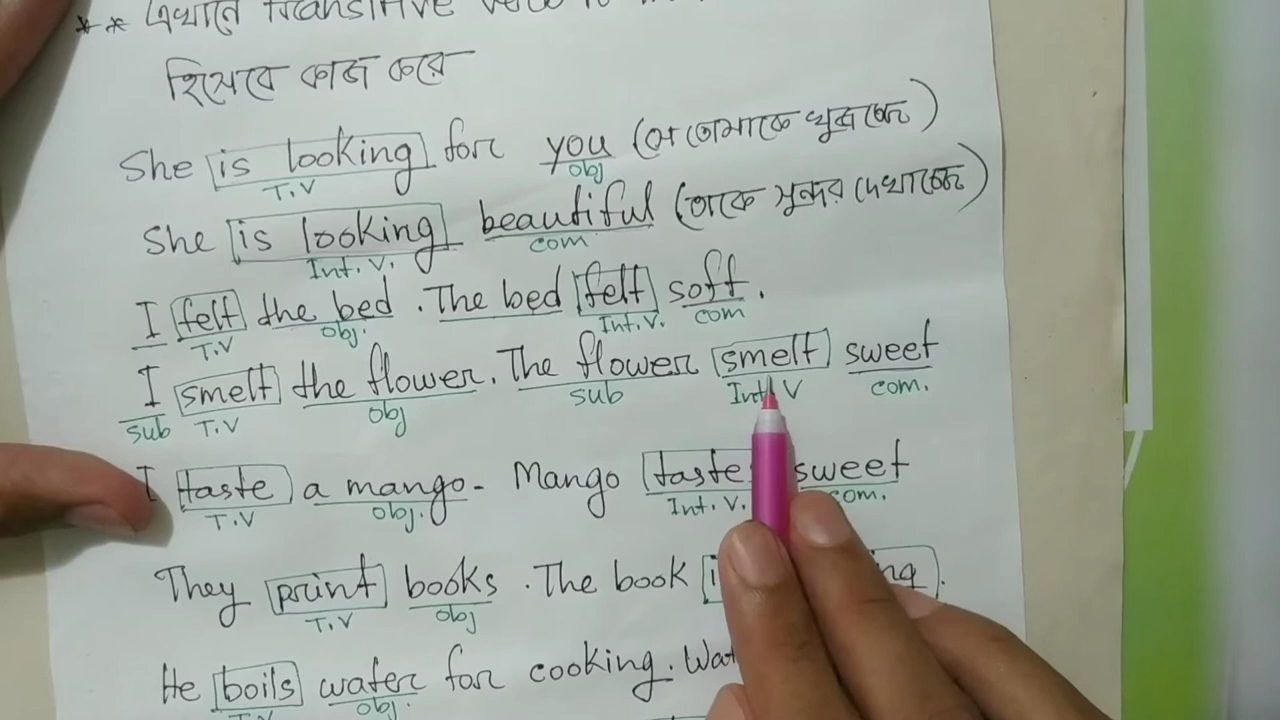 ** এখানে transitive verb
হিসেবে কাজ করে
She is looking for you (সে তোমাকে খুজছে)
T.V obj
She is looking beautiful (তাকে সুন্দর দেখাচ্ছে)
Int. V. com
I felt the bed. The bed felt soft.
T.V obj. Int. V. com
I smelt the flower. The flower smelt sweet
sub T.V obj sub Int. V com.
I taste a mango - Mango taste sweet
T.V obj. Int. V. com.
They print books. The book
T.V obj
He boils water for cooking.
T.V obj.